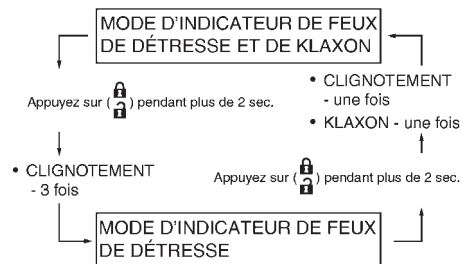 MODE D'INDICATEUR DE FEUX
DE DÉTRESSE ET DE KLAXON
Appuyez sur ( ) pendant plus de 2 sec.
• CLIGNOTEMENT
- 3 fois
• CLIGNOTEMENT
- une fois
• KLAXON - une fois
Appuyez sur ( ) pendant plus de 2 sec.
MODE D'INDICATEUR DE FEUX
DE DÉTRESSE